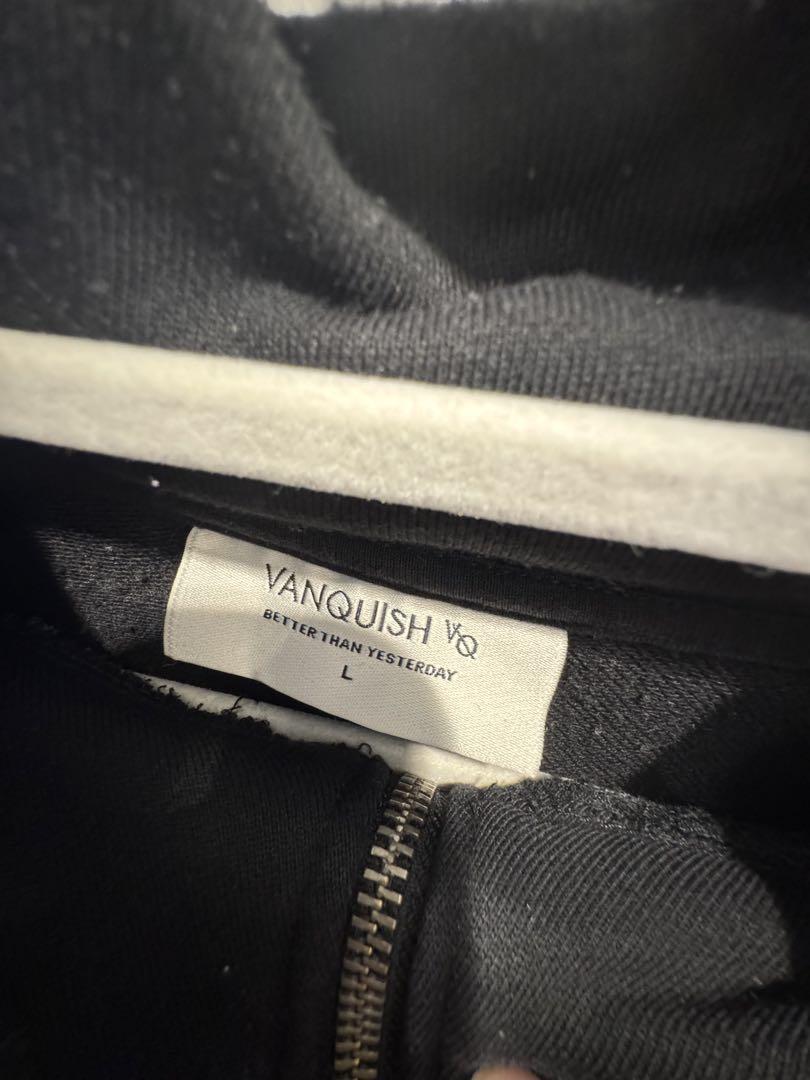 VANQUISH VQ
BETTER THAN YESTERDAY
L